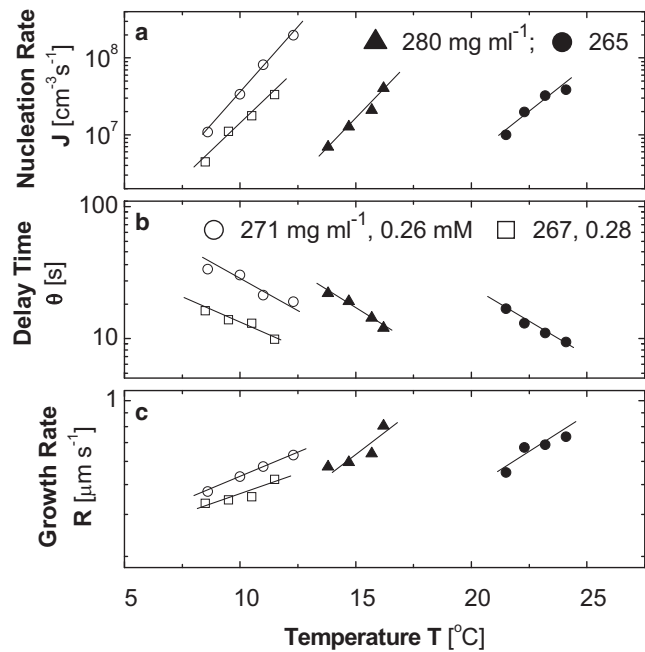 Nucleation Rate
J [cm⁻³s⁻¹]
10⁸
10⁷
a
280 mg ml⁻¹; 265
Delay Time
θ [s]
100
10
b
271 mg ml⁻¹, 0.26 mM 267, 0.28
Growth Rate
R [μm s⁻¹]
1
c
5 10 15 20 25
Temperature T [°C]